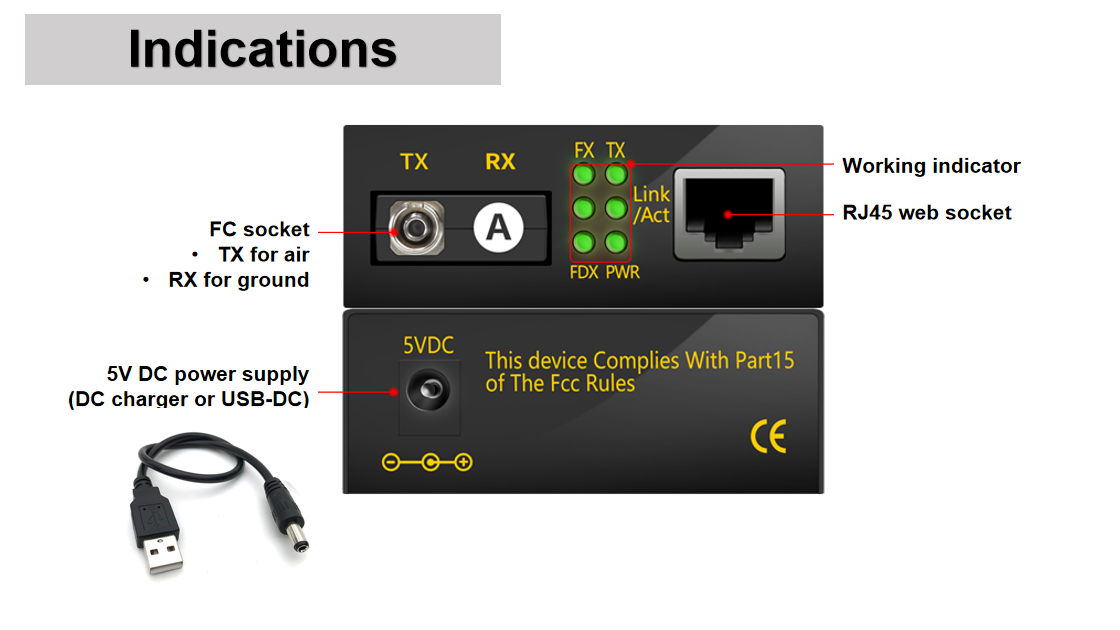 Indications
TX RX
FX TX
A
Link
/Act
FDX PWR
Working indicator
RJ45 web socket
FC socket
• TX for air
• RX for ground
5V DC power supply
(DC charger or USB-DC)
5VDC
This device Complies With Part15
of The Fcc Rules
CE